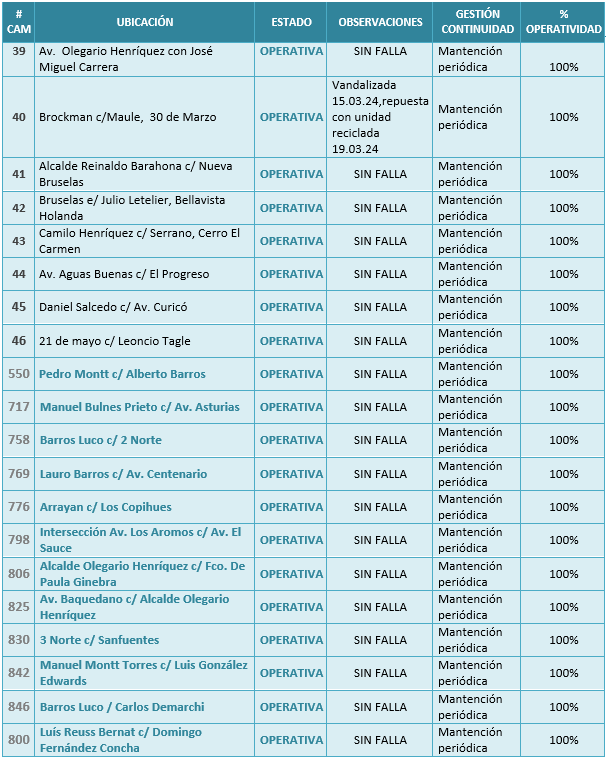 # CAM UBICACIÓN ESTADO OBSERVACIONES GESTIÓN CONTINUIDAD % OPERATIVIDAD
39 Av. Olegario Henríquez con José Miguel Carrera OPERATIVA SIN FALLA Mantención periódica 100%
40 Brockman c/Maule, 30 de Marzo OPERATIVA Vandalizada 15.03.24,repuesta con unidad reciclada 19.03.24 Mantención periódica 100%
41 Alcalde Reinaldo Barahona c/ Nueva Bruselas OPERATIVA SIN FALLA Mantención periódica 100%
42 Bruselas e/ Julio Letelier, Bellavista Holanda OPERATIVA SIN FALLA Mantención periódica 100%
43 Camilo Henríquez c/ Serrano, Cerro El Carmen OPERATIVA SIN FALLA Mantención periódica 100%
44 Av. Aguas Buenas c/ El Progreso OPERATIVA SIN FALLA Mantención periódica 100%
45 Daniel Salcedo c/ Av. Curicó OPERATIVA SIN FALLA Mantención periódica 100%
46 21 de mayo c/ Leoncio Tagle OPERATIVA SIN FALLA Mantención periódica 100%
550 Pedro Montt c/ Alberto Barros OPERATIVA SIN FALLA Mantención periódica 100%
717 Manuel Bulnes Prieto c/ Av. Asturias OPERATIVA SIN FALLA Mantención periódica 100%
758 Barros Luco c/ 2 Norte OPERATIVA SIN FALLA Mantención periódica 100%
769 Lauro Barros c/ Av. Centenario OPERATIVA SIN FALLA Mantención periódica 100%
776 Arrayan c/ Los Copihues OPERATIVA SIN FALLA Mantención periódica 100%
798 Intersección Av. Los Aromos c/ Av. El Sauce OPERATIVA SIN FALLA Mantención periódica 100%
806 Alcalde Olegario Henríquez c/ Fco. De Paula Ginebra OPERATIVA SIN FALLA Mantención periódica 100%
825 Av. Baquedano c/ Alcalde Olegario Henríquez OPERATIVA SIN FALLA Mantención periódica 100%
830 3 Norte c/ Sanfuentes OPERATIVA SIN FALLA Mantención periódica 100%
842 Manuel Montt Torres c/ Luis González Edwards OPERATIVA SIN FALLA Mantención periódica 100%
846 Barros Luco / Carlos Demarchi OPERATIVA SIN FALLA Mantención periódica 100%
800 Luís Reuss Bernat c/ Domingo Fernández Concha OPERATIVA SIN FALLA Mantención periódica 100%